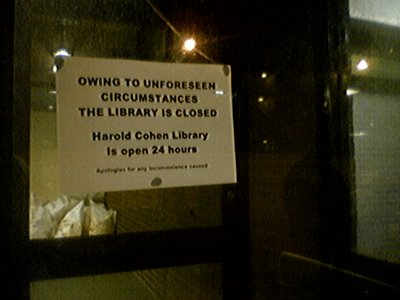 OWING TO UNFORESEEN
CIRCUMSTANCES
THE LIBRARY IS CLOSED
Harold Cohen Library
is open 24 hours
Apologies for any inconvenience caused